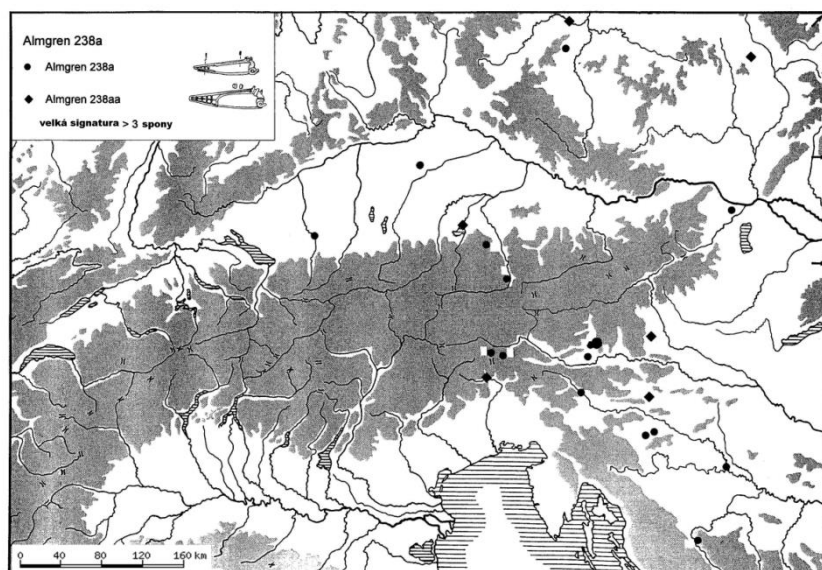 Almgren 238a
Almgren 238a
Almgren 238aa
velká signatura > 3 spony
0 40 80 120 160 km